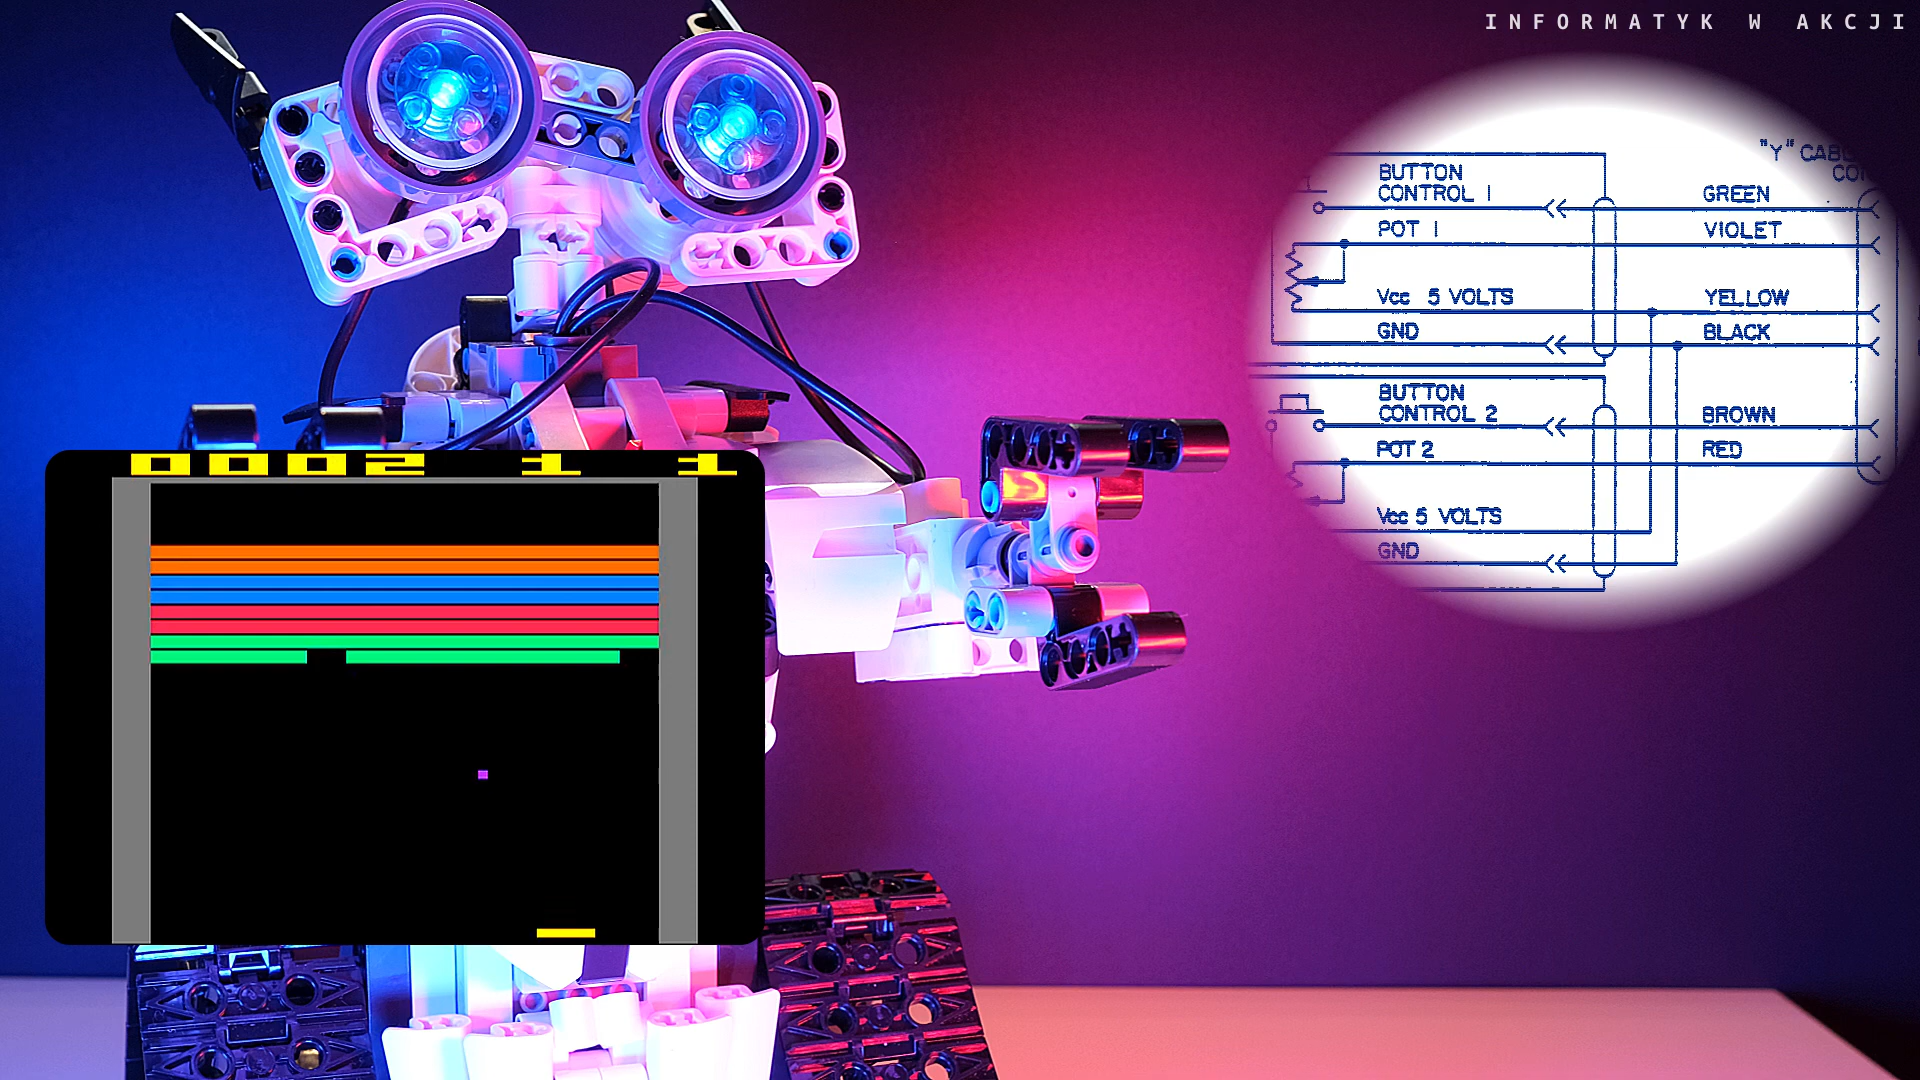 INFORMATYK W AKCJI
"Y"
BUTTON
CONTROL 1
GREEN
POT 1
VIOLET
Vcc 5 VOLTS
YELLOW
GND
BLACK
BUTTON
CONTROL 2
BROWN
POT 2
RED
0002 1 1
Vcc 5 VOLTS
GND